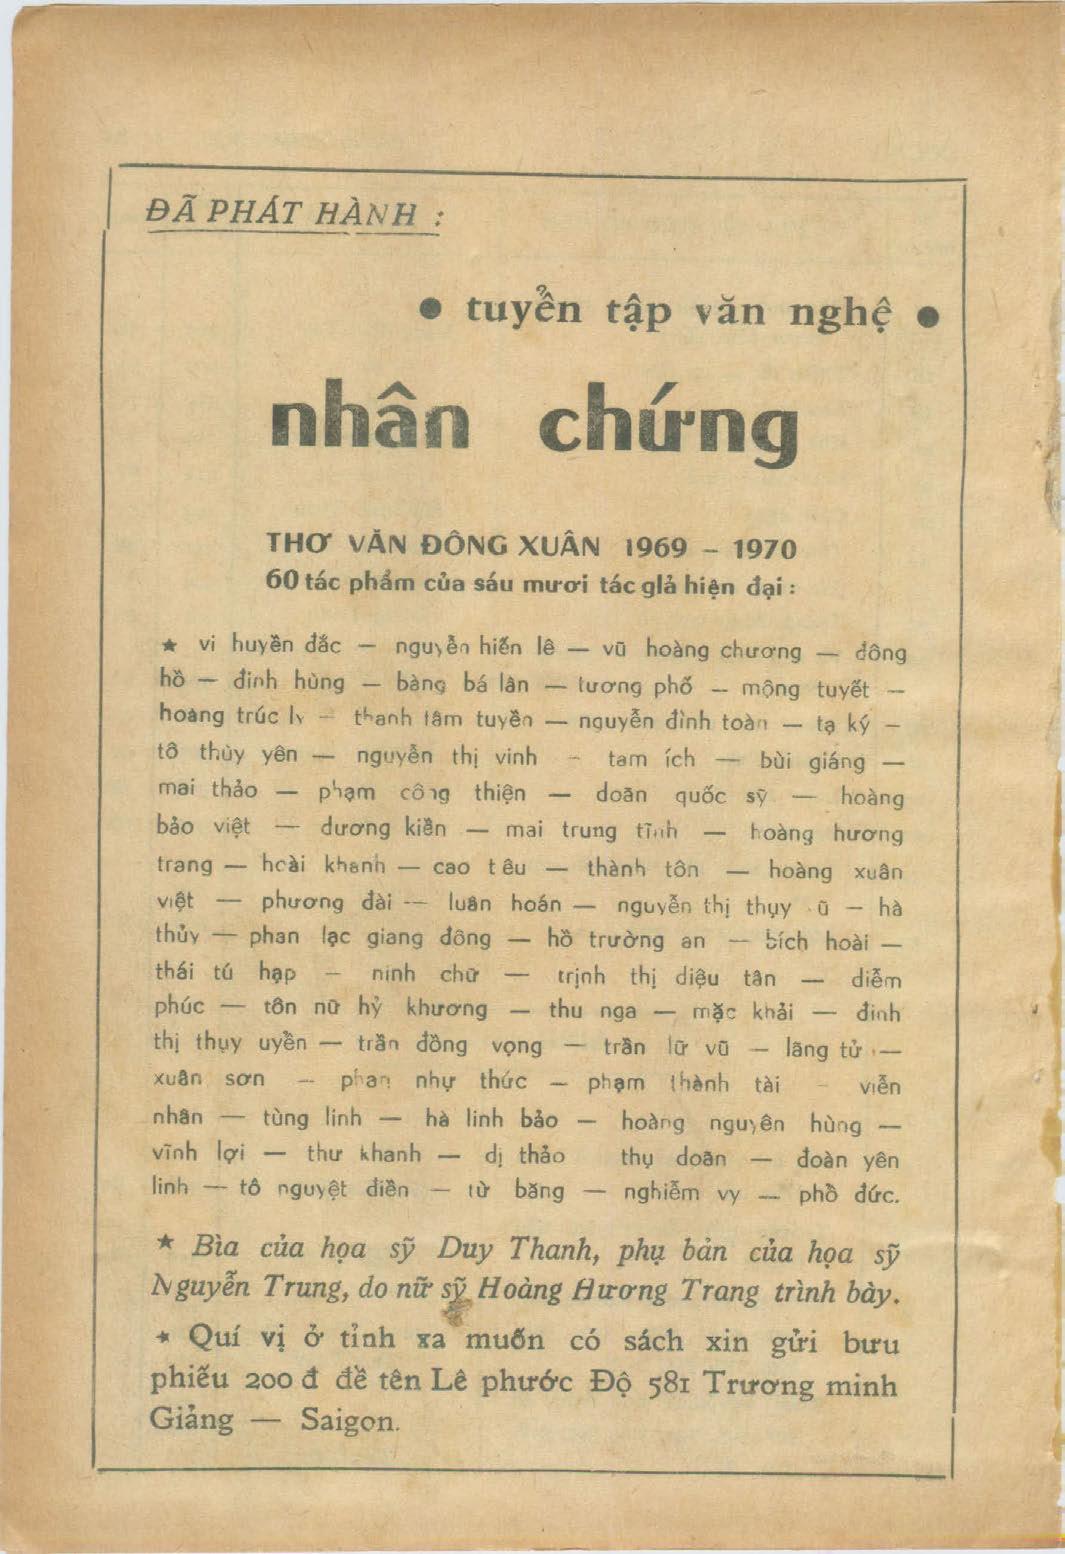 ĐÃ PHÁT HÀNH :
• tuyển tập văn nghệ •
nhân chứng
THƠ VĂN ĐÔNG XUÂN 1969 – 1970
60 tác phẩm của sáu mươi tác giả hiện đại :
★ vi huyền đắc — nguyễn hiến lê — vũ hoàng chương — đông
hồ — đinh hùng — bàng bá lân — tương phố — mộng tuyết —
hoàng trúc ly — thanh tâm tuyền — nguyễn đình toàn — tạ ký —
tô thùy yên — nguyễn thị vinh – tam ích — bùi giáng —
mai thảo — phạm công thiện — doãn quốc sỹ — hoàng
bảo việt — dương kiền — mai trung tĩnh — hoàng hương
trang — hoài khanh — cao tiêu — thành tôn — hoàng xuân
việt — phương đài — luân hoán — nguyễn thị thụy vũ — hà
thủy — phan lạc giang đông — hồ trường an — bích hoài —
thái tú hạp — ninh chữ — trịnh thị diệu tân — diễm
phúc — tôn nữ hỷ khương — thu nga — mặc khải — đinh
thị thụy uyển — trần đồng vọng — trần lữ vũ — lãng tử —
xuân sơn — phan nhự thức — phạm thành tài – viễn
nhân — tùng linh — hà linh bảo — hoàng nguyên hùng —
vĩnh lợi — thư khanh — dị thảo thụ doãn — đoàn yên
linh — tô nguyệt điền — từ băng — nghiễm vy — phổ đức.
★ Bìa của họa sỹ Duy Thanh, phụ bản của họa sỹ
Nguyễn Trung, do nữ sỹ Hoàng Hương Trang trình bày.
★ Quí vị ở tỉnh xa muốn có sách xin gửi bưu
phiếu 200 đ đề tên Lê phước Độ 581 Trương minh
Giảng — Saigon.